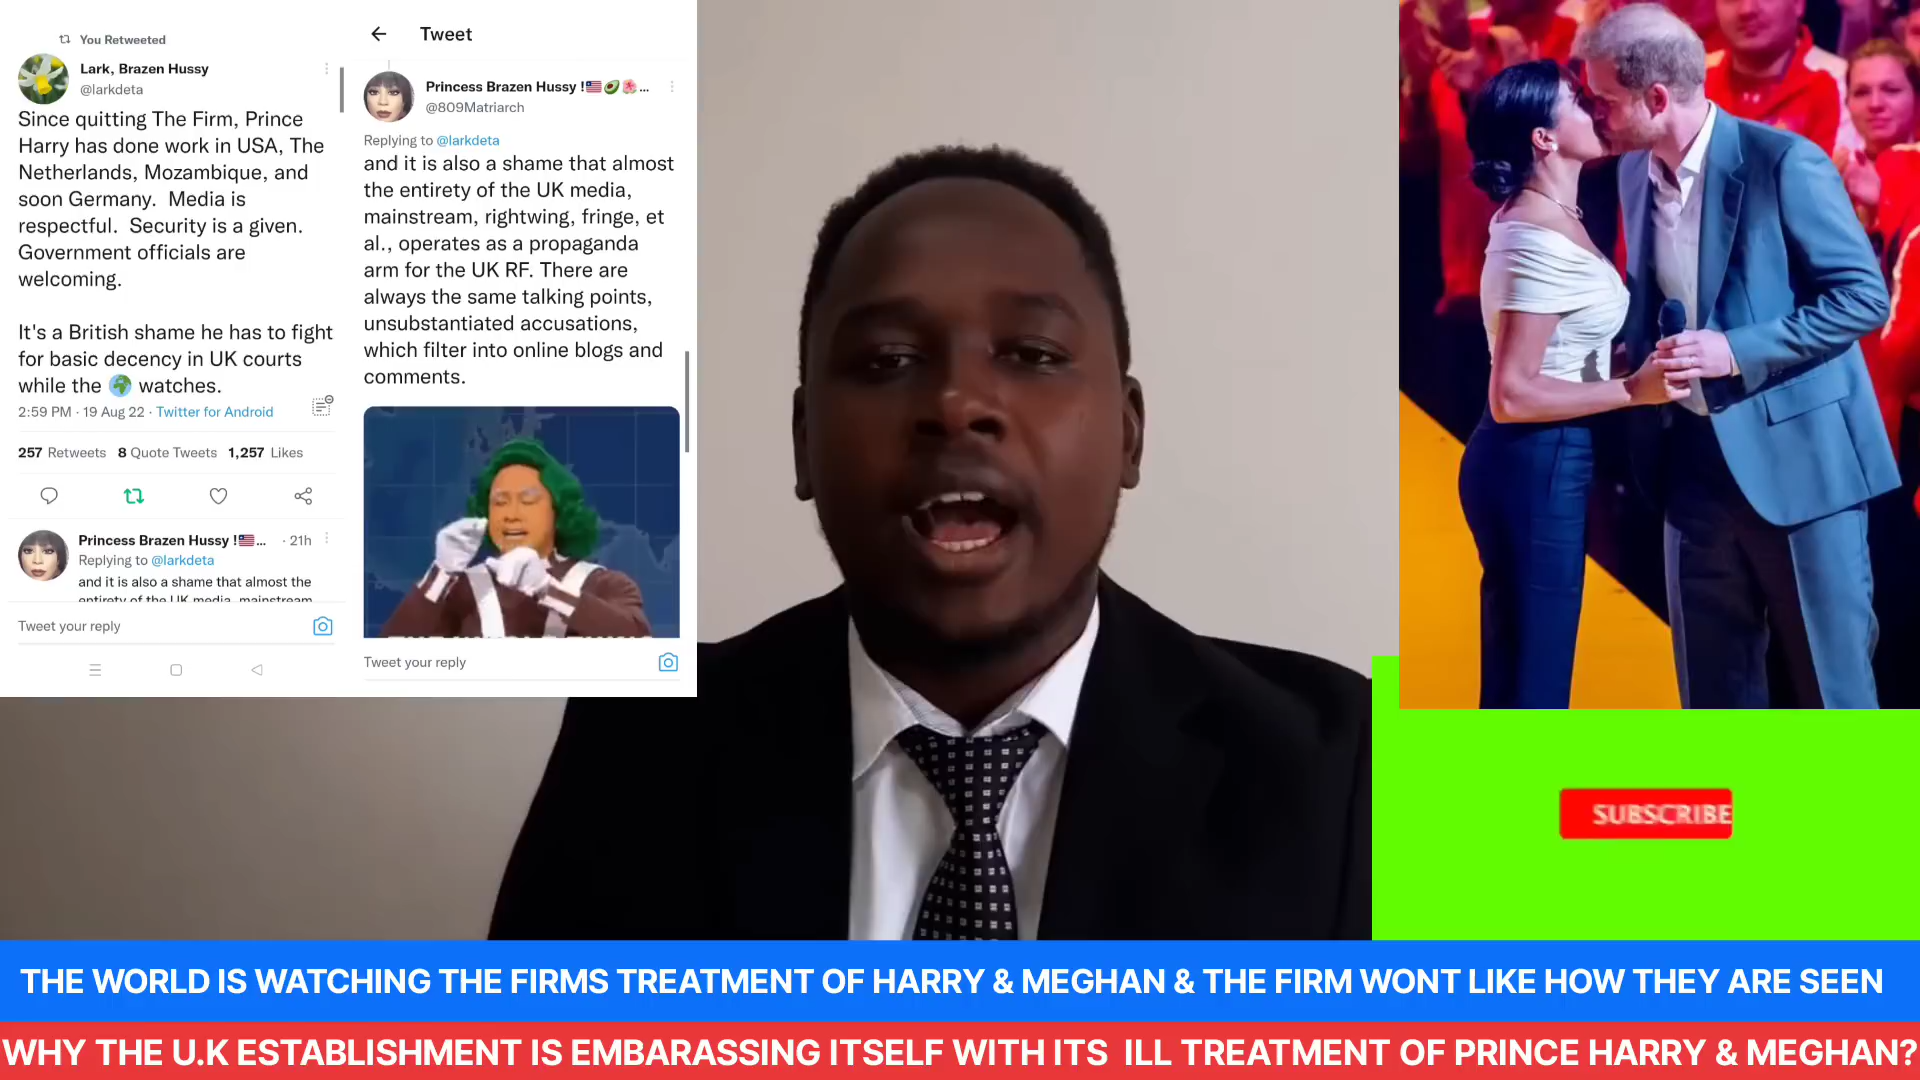 You Retweeted
Lark, Brazen Hussy
@larkdeta
Since quitting The Firm, Prince
Harry has done work in USA, The
Netherlands, Mozambique, and
soon Germany. Media is
respectful. Security is a given.
Government officials are
welcoming.
It's a British shame he has to fight
for basic decency in UK courts
while the 🌍 watches.
2:59 PM · 19 Aug 22 · Twitter for Android
257 Retweets 8 Quote Tweets 1,257 Likes
Princess Brazen Hussy !🇱🇷... · 21h
Replying to @larkdeta
and it is also a shame that almost the
entirety of the UK media, mainstream
Tweet your reply
Tweet
Princess Brazen Hussy !🇱🇷🥑🌺...
@809Matriarch
Replying to @larkdeta
and it is also a shame that almost
the entirety of the UK media,
mainstream, rightwing, fringe, et
al., operates as a propaganda
arm for the UK RF. There are
always the same talking points,
unsubstantiated accusations,
which filter into online blogs and
comments.
Tweet your reply
SUBSCRIBE
THE WORLD IS WATCHING THE FIRMS TREATMENT OF HARRY & MEGHAN & THE FIRM WONT LIKE HOW THEY ARE SEEN
WHY THE U.K ESTABLISHMENT IS EMBARASSING ITSELF WITH ITS ILL TREATMENT OF PRINCE HARRY & MEGHAN?